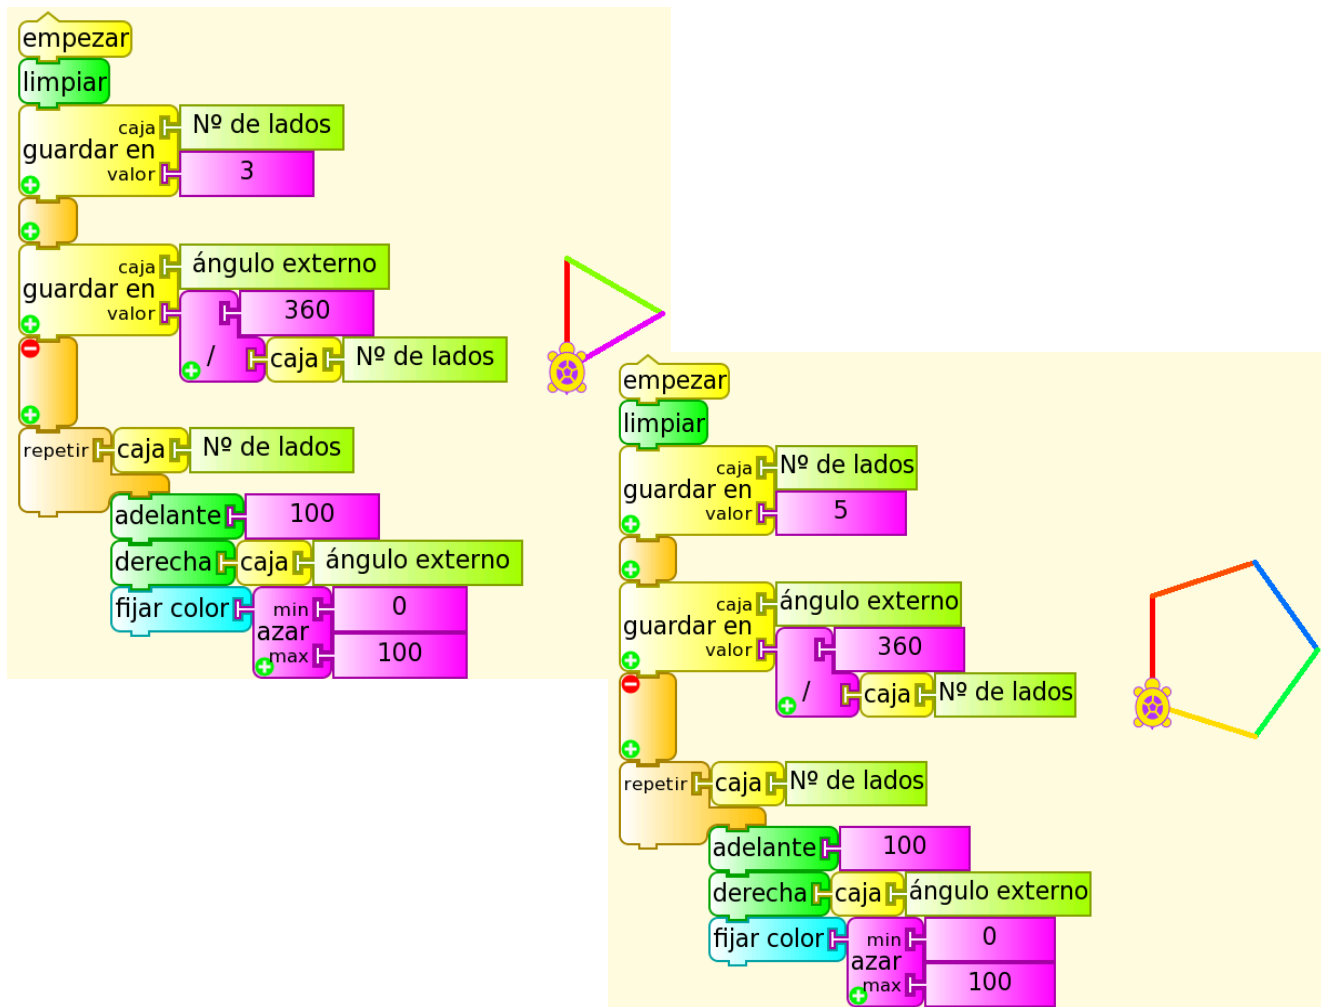 empezar
limpiar
caja Nº de lados
guardar en
valor 3
caja ángulo externo
guardar en
valor 360
/ caja Nº de lados
repetir caja Nº de lados
adelante 100
derecha caja ángulo externo
fijar color min 0
azar
max 100
empezar
limpiar
caja Nº de lados
guardar en
valor 5
caja ángulo externo
guardar en
valor 360
/ caja Nº de lados
repetir caja Nº de lados
adelante 100
derecha caja ángulo externo
fijar color min 0
azar
max 100